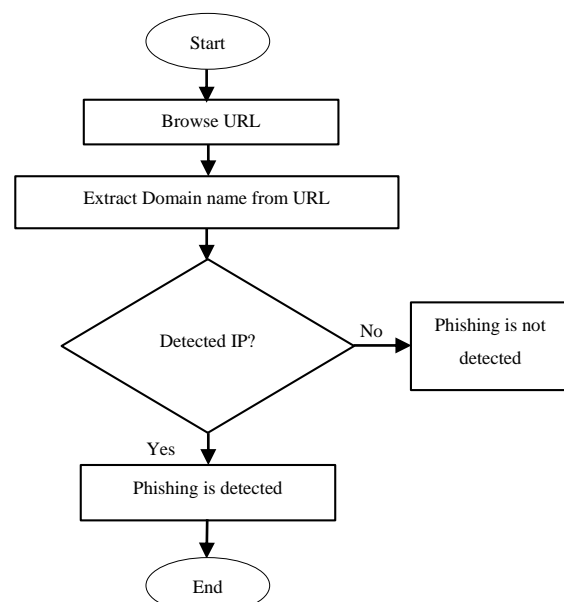 Start
Browse URL
Extract Domain name from URL
Detected IP?
No
Phishing is not
detected
Yes
Phishing is detected
End